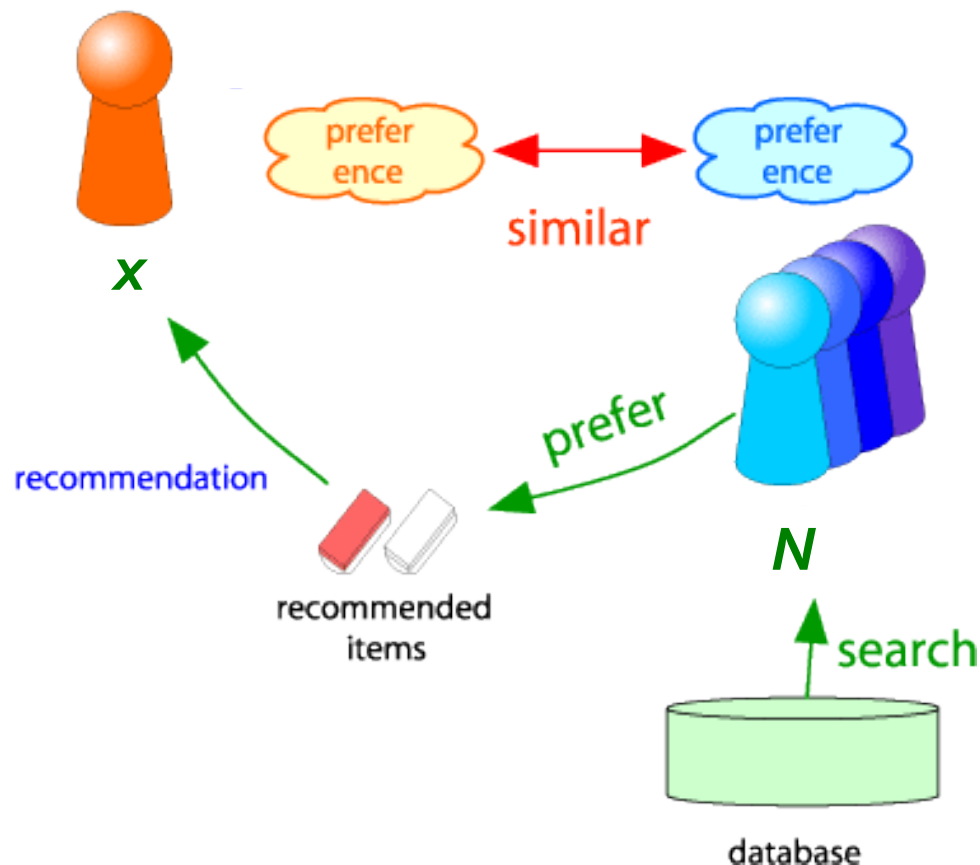 prefer
ence
prefer
ence
similar
x
prefer
recommendation
N
recommended
items
search
database